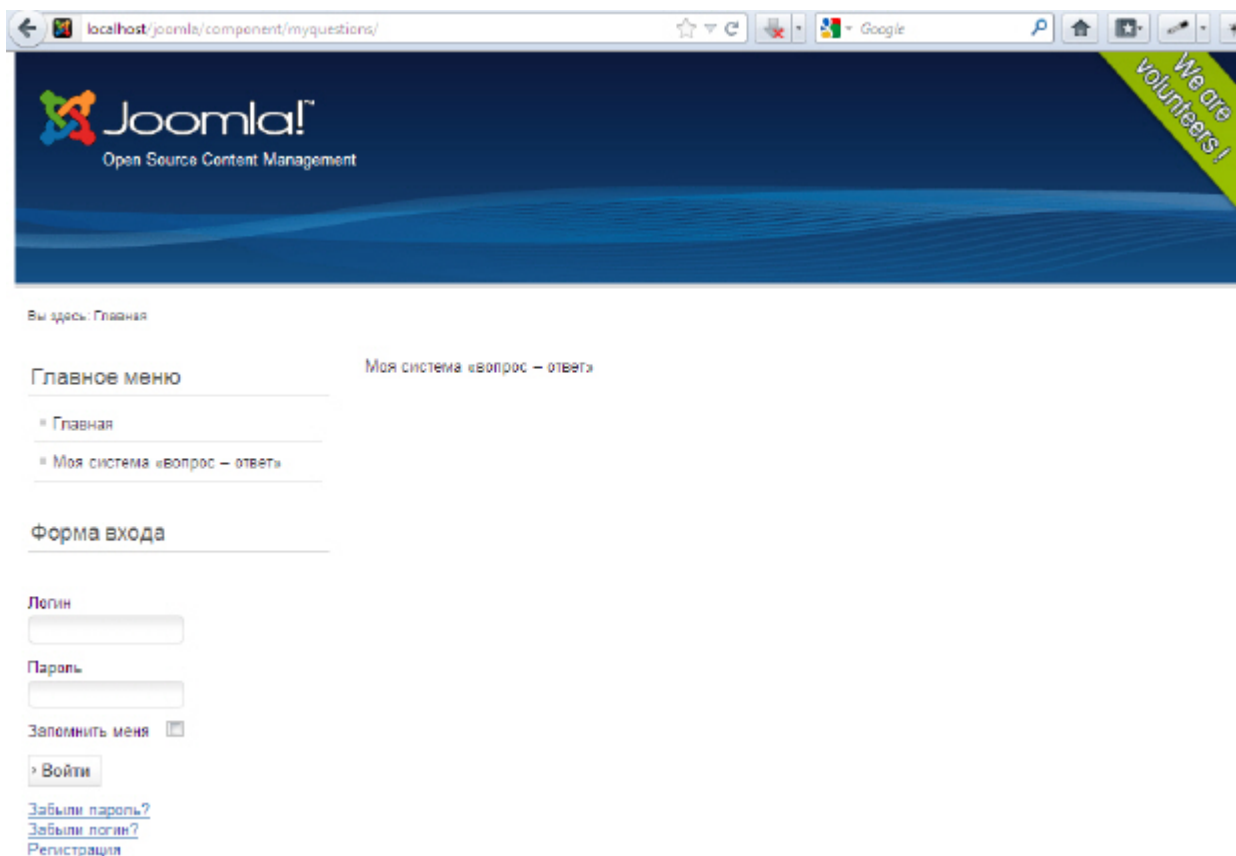 localhost/joomla/component/myquestions/
Google
Joomla!™
Open Source Content Management
We are
volunteers!
Вы здесь: Главная
Главное меню
Главная
Моя система «вопрос – ответ»
Моя система «вопрос – ответ»
Форма входа
Логин
Пароль
Запомнить меня
› Войти
Забыли пароль?
Забыли логин?
Регистрация